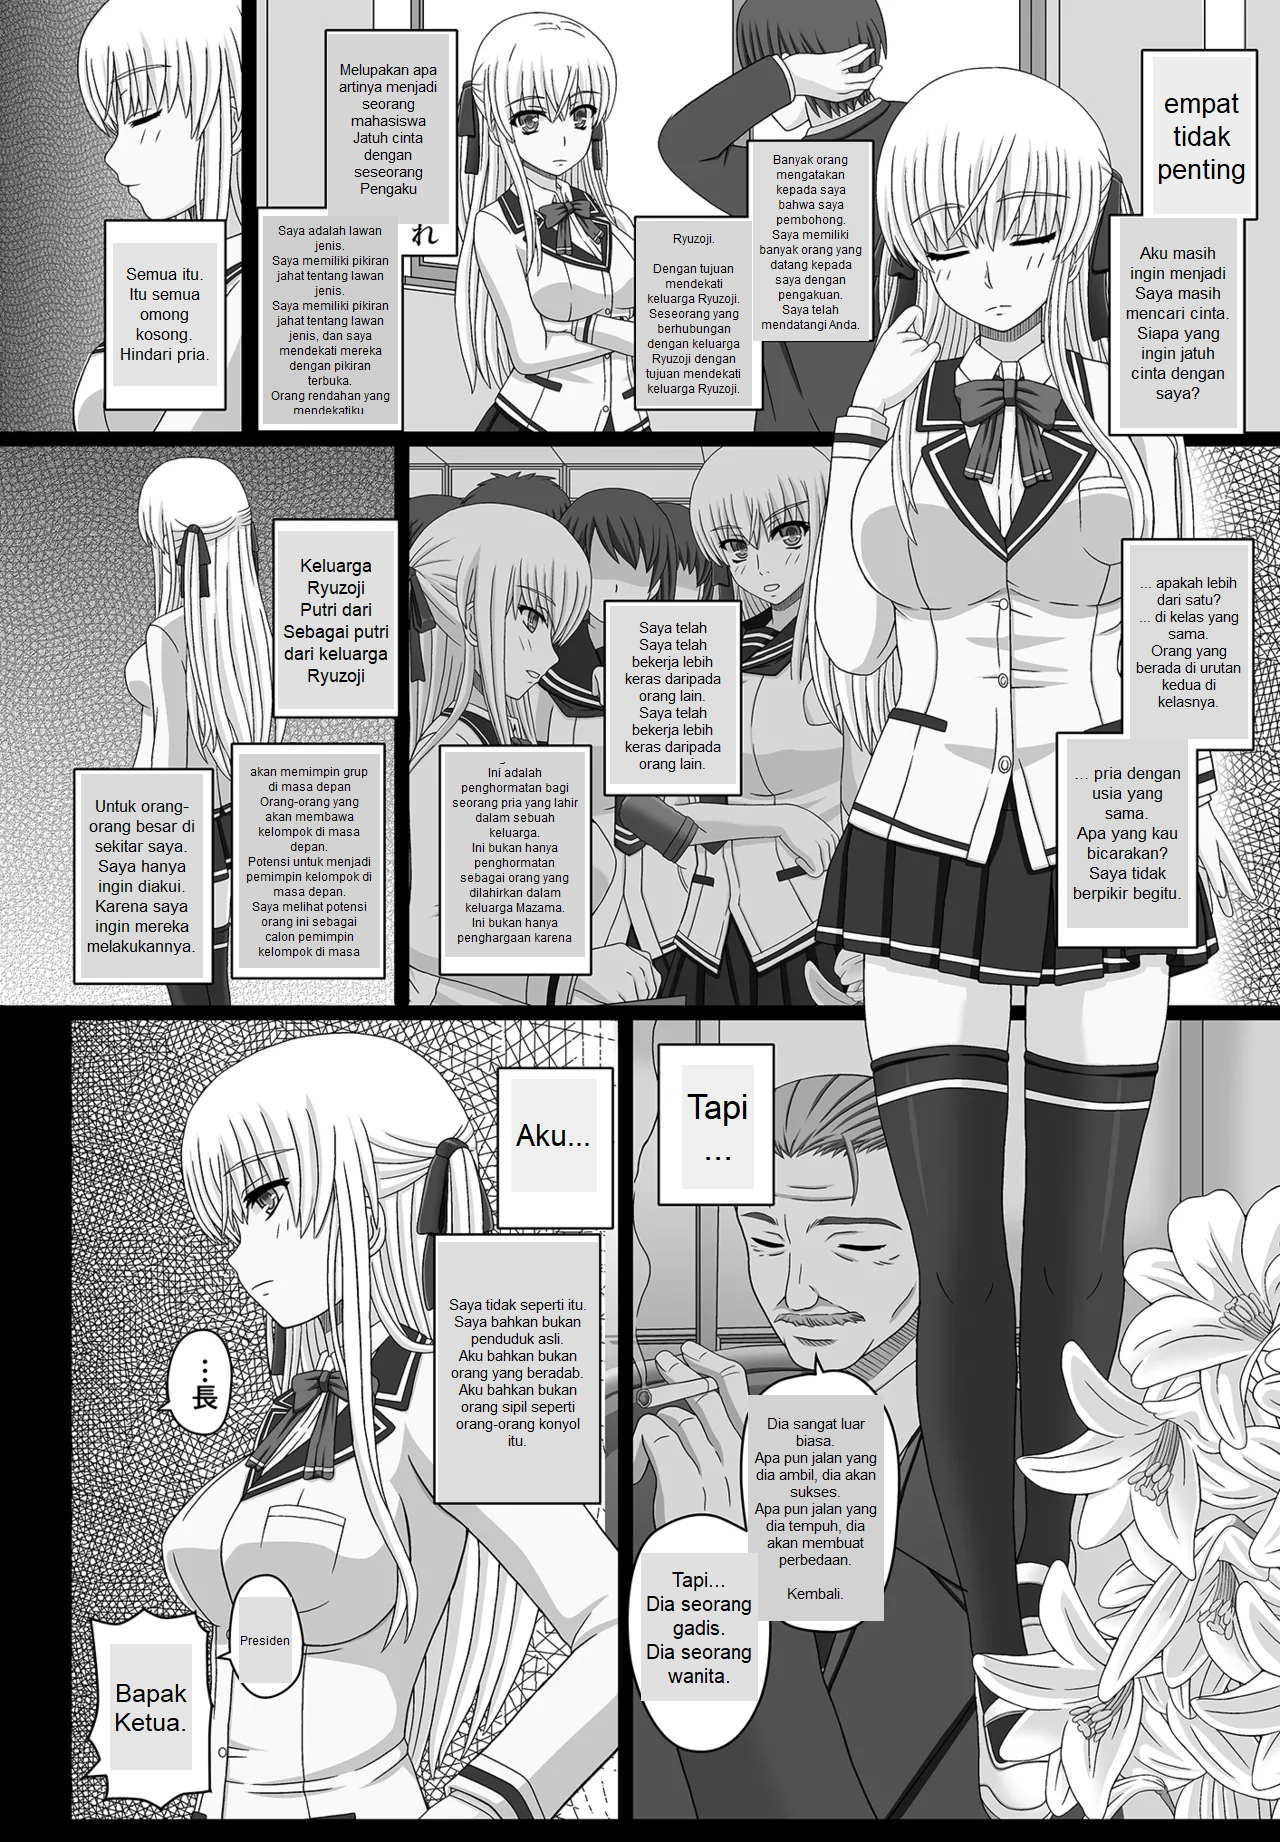 empat
tidak
penting
Aku masih
ingin menjadi
Saya masih
mencari cinta.
Siapa yang
ingin jatuh
cinta dengan
saya?
Banyak orang
mengatakan
kepada saya
bahwa saya
pembohong.
Saya memiliki
banyak orang yang
datang kepada
saya dengan
pengakuan.
Saya telah
mendatangi Anda.
Ryuzoji.
Dengan tujuan
mendekati
keluarga Ryuzoji.
Seseorang yang
berhubungan
dengan keluarga
Ryuzoji dengan
tujuan mendekati
keluarga Ryuzoji.
Melupakan apa
artinya menjadi
seorang
mahasiswa
Jatuh cinta
dengan
seseorang
Pengaku
れ
Saya adalah lawan
jenis.
Saya memiliki pikiran
jahat tentang lawan
jenis.
Saya memiliki pikiran
jahat tentang lawan
jenis, dan saya
mendekati mereka
dengan pikiran
terbuka.
Orang rendahan yang
mendekatiku
Semua itu.
Itu semua
omong
kosong.
Hindari pria.
... apakah lebih
dari satu?
... di kelas yang
sama.
Orang yang
berada di urutan
kedua di
kelasnya.
... pria dengan
usia yang
sama.
Apa yang kau
bicarakan?
Saya tidak
berpikir begitu.
Saya telah
Saya telah
bekerja lebih
keras daripada
orang lain.
Saya telah
bekerja lebih
keras daripada
orang lain.
Ini adalah
penghormatan bagi
seorang pria yang lahir
dalam sebuah
keluarga.
Ini bukan hanya
penghormatan
sebagai orang yang
dilahirkan dalam
keluarga Mazama.
Ini bukan hanya
penghargaan karena
Keluarga
Ryuzoji
Putri dari
Sebagai putri
dari keluarga
Ryuzoji
akan memimpin grup
di masa depan
Orang-orang yang
akan membawa
kelompok di masa
depan.
Potensi untuk menjadi
pemimpin kelompok di
masa depan.
Saya melihat potensi
orang ini sebagai
calon pemimpin
kelompok di masa
Untuk orang-
orang besar di
sekitar saya.
Saya hanya
ingin diakui.
Karena saya
ingin mereka
melakukannya.
Tapi
...
Dia sangat luar
biasa.
Apa pun jalan yang
dia ambil, dia akan
sukses.
Apa pun jalan yang
dia tempuh, dia
akan membuat
perbedaan.
Kembali.
Tapi...
Dia seorang
gadis.
Dia seorang
wanita.
Aku...
Saya tidak seperti itu.
Saya bahkan bukan
penduduk asli.
Aku bahkan bukan
orang yang beradab.
Aku bahkan bukan
orang sipil seperti
orang-orang konyol
itu.
…長
Presiden
Bapak
Ketua.